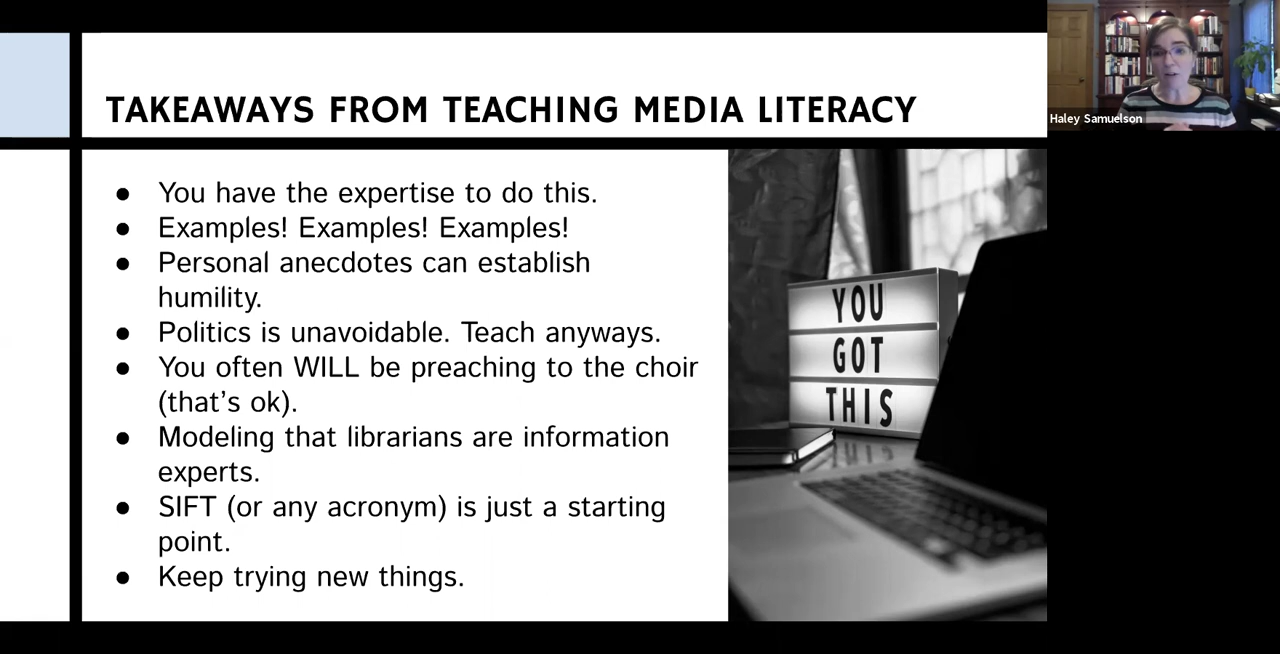 TAKEAWAYS FROM TEACHING MEDIA LITERACY
● You have the expertise to do this.
● Examples! Examples! Examples!
● Personal anecdotes can establish
humility.
● Politics is unavoidable. Teach anyways.
● You often WILL be preaching to the choir
(that's ok).
● Modeling that librarians are information
experts.
● SIFT (or any acronym) is just a starting
point.
● Keep trying new things.
YOU
GOT
THIS
Haley Samuelson